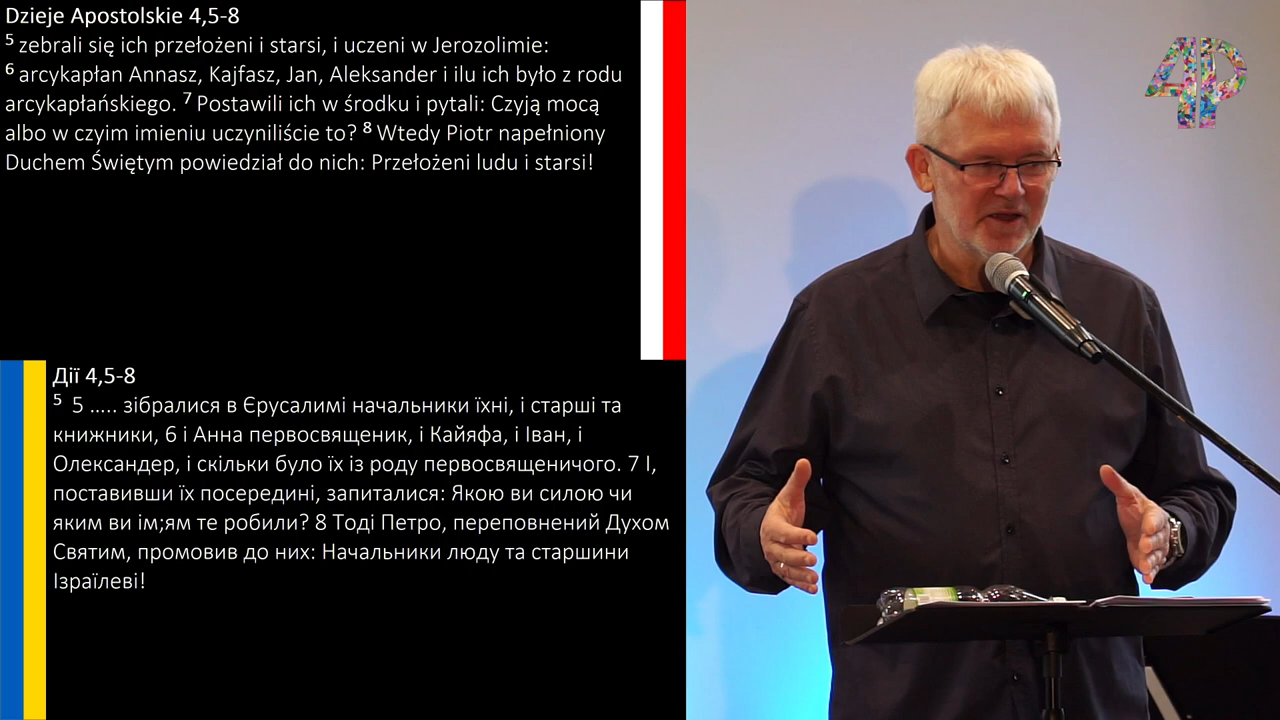 Dzieje Apostolskie 4,5-8
5 zebrali się ich przełożeni i starsi, i uczeni w Jerozolimie:
6 arcykapłan Annasz, Kajfasz, Jan, Aleksander i ilu ich było z rodu
arcykapłańskiego. 7 Postawili ich w środku i pytali: Czyją mocą
albo w czyim imieniu uczyniliście to? 8 Wtedy Piotr napełniony
Duchem Świętym powiedział do nich: Przełożeni ludu i starsi!
4P
Дії 4,5-8
5 5 ..... зібралися в Єрусалимі начальники їхні, і старші та
книжники, 6 і Анна первосвященик, і Кайяфа, і Іван, і
Олександер, і скільки було їх із роду первосвященичого. 7 І,
поставивши їх посередині, запиталися: Якою ви силою чи
яким ви ім;ям те робили? 8 Тоді Петро, переповнений Духом
Святим, промовив до них: Начальники люду та старшини
Ізраїлеві!